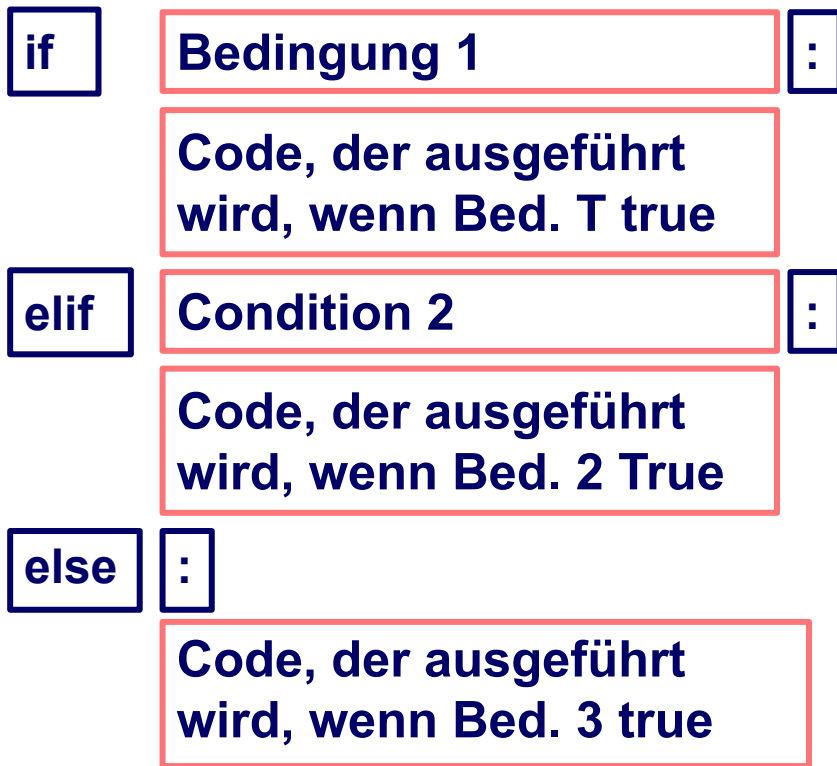 if Bedingung 1 :
Code, der ausgeführt
wird, wenn Bed. T true
elif Condition 2 :
Code, der ausgeführt
wird, wenn Bed. 2 True
else :
Code, der ausgeführt
wird, wenn Bed. 3 true